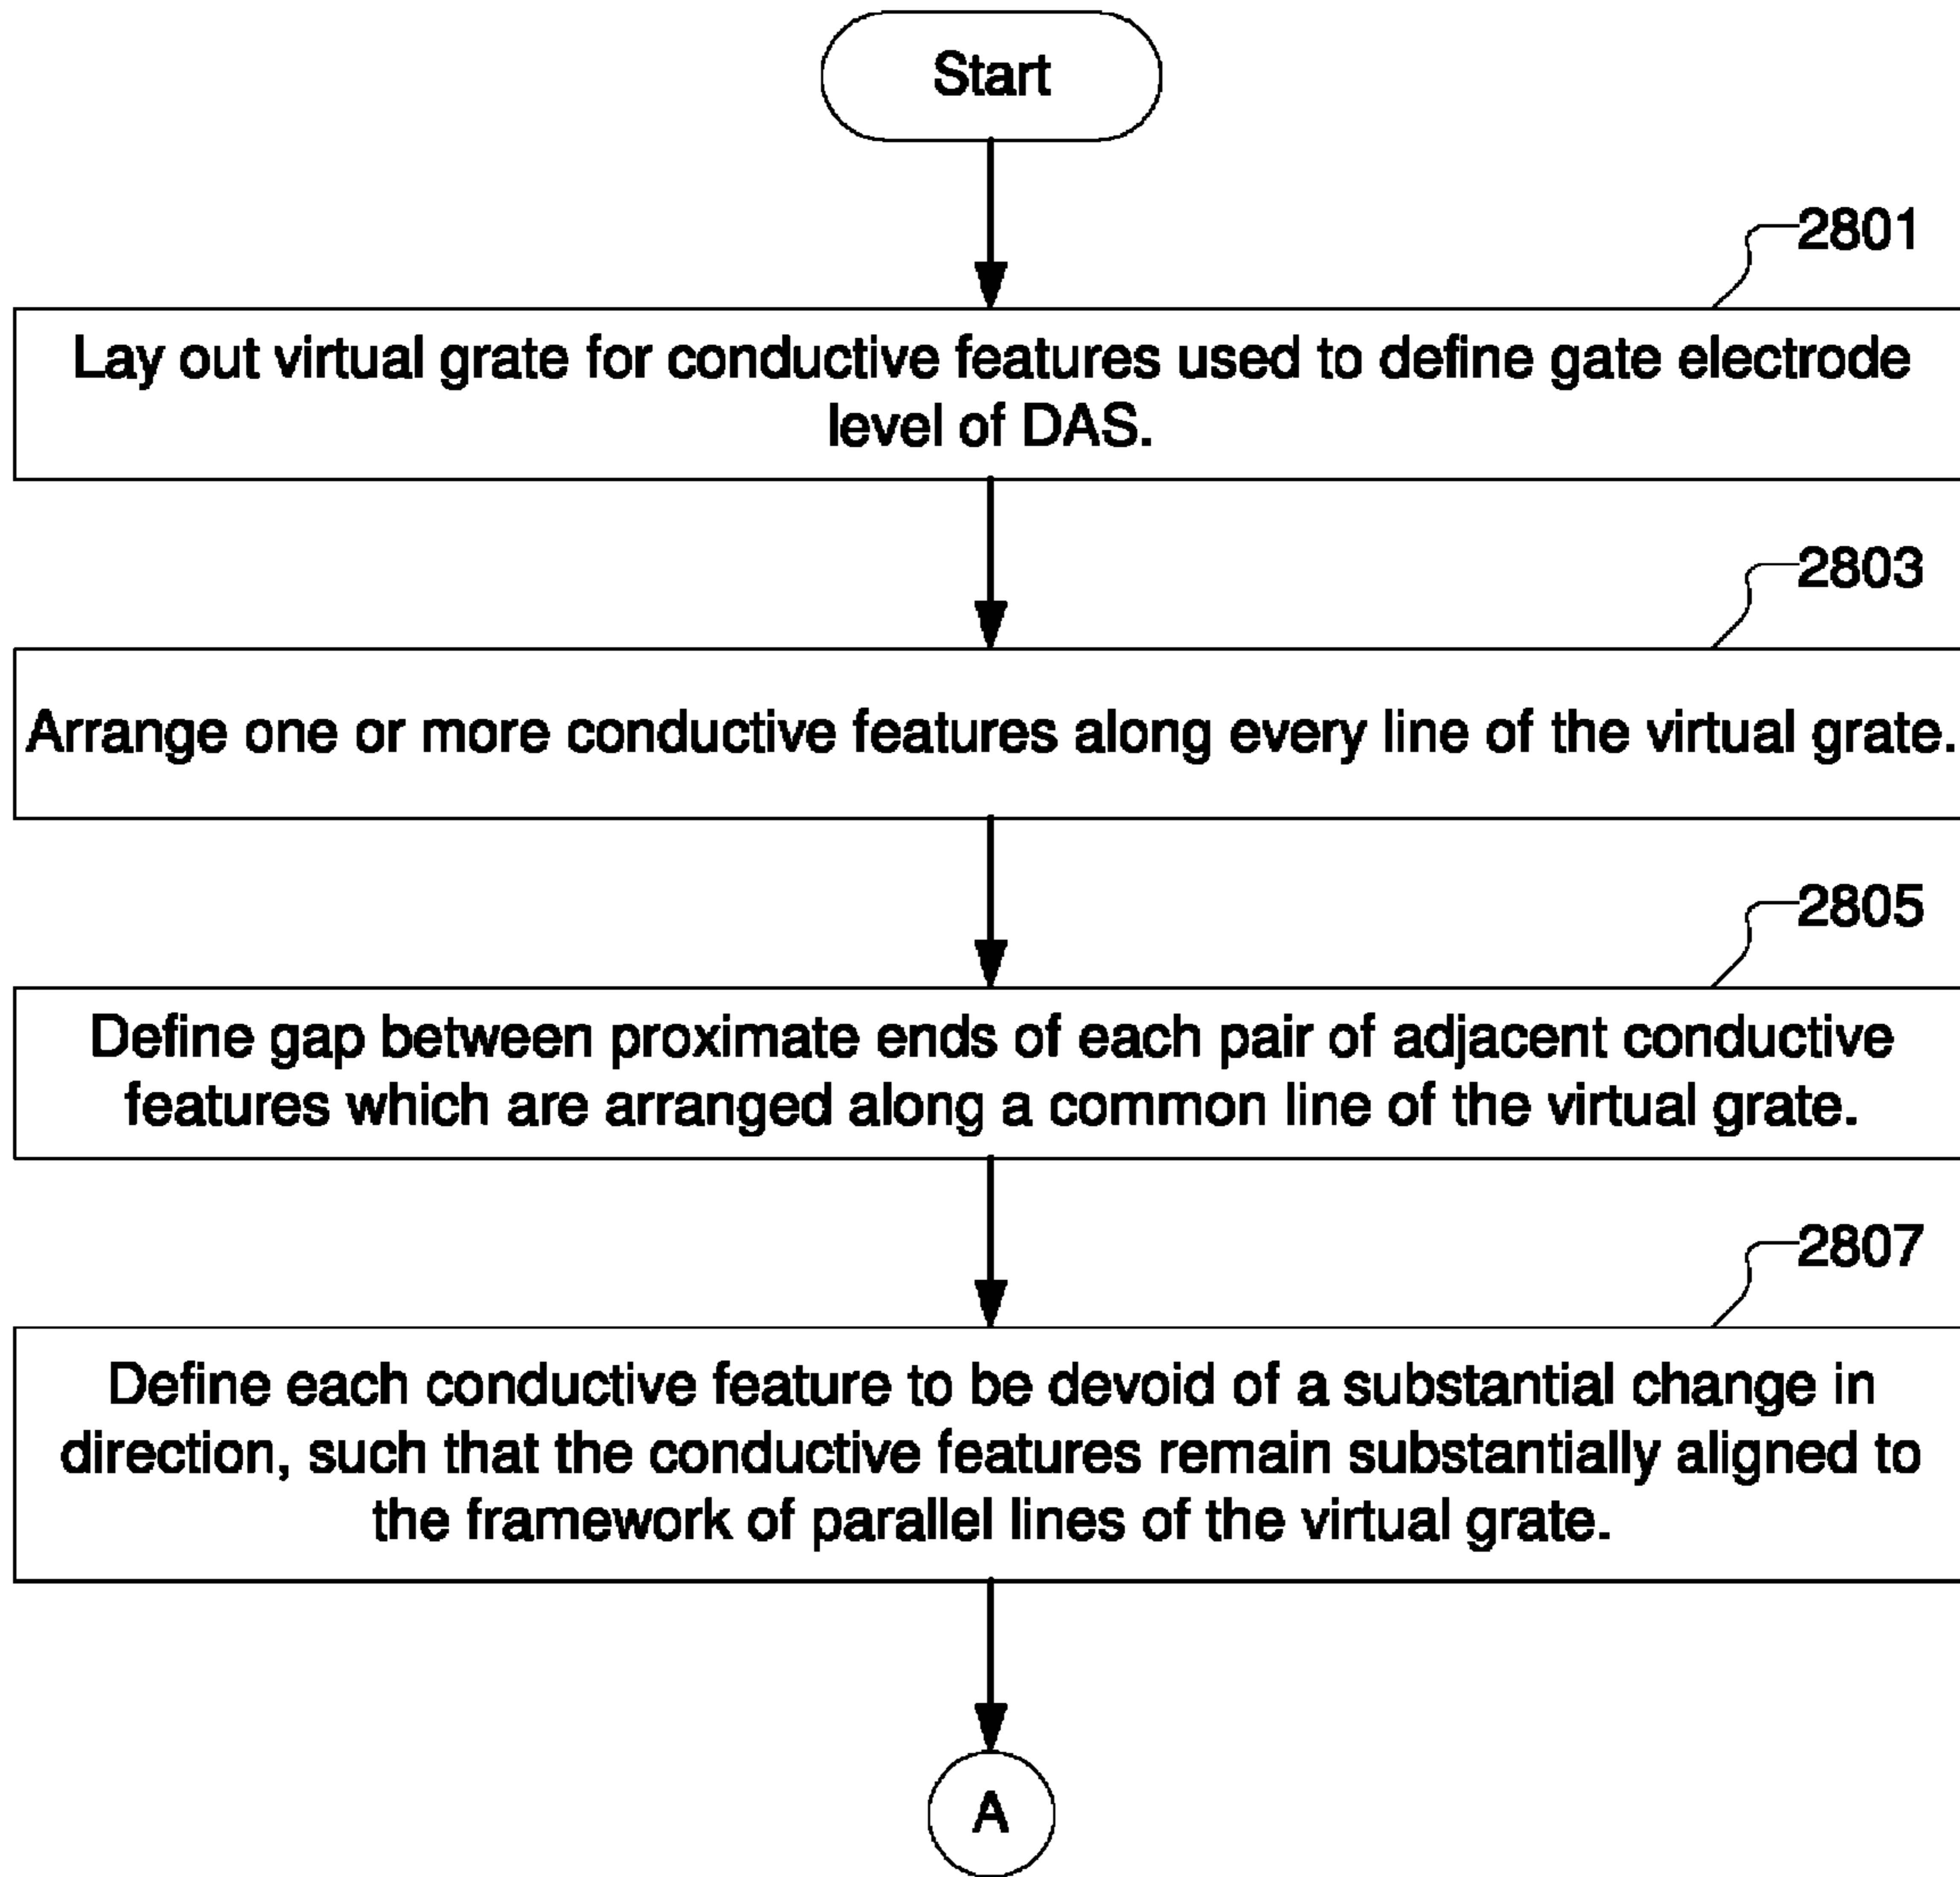 Start
2801
Lay out virtual grate for conductive features used to define gate electrode
level of DAS.
2803
Arrange one or more conductive features along every line of the virtual grate.
2805
Define gap between proximate ends of each pair of adjacent conductive
features which are arranged along a common line of the virtual grate.
2807
Define each conductive feature to be devoid of a substantial change in
direction, such that the conductive features remain substantially aligned to
the framework of parallel lines of the virtual grate.
A